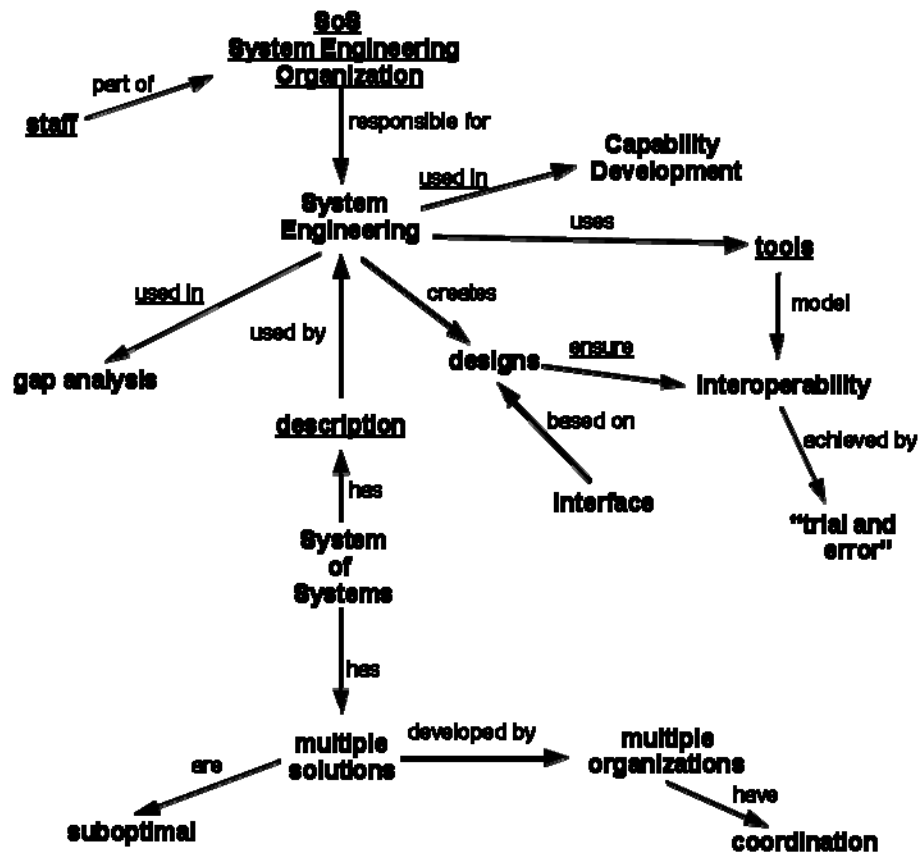 SoS
System Engineering
Organization
part of
staff
responsible for
Capability
Development
used in
System
Engineering
uses
tools
used in
creates
model
used by
designs
ensure
gap analysis
interoperability
description
based on
achieved by
has
interface
"trial and
error"
System
of
Systems
has
developed by
multiple
solutions
multiple
organizations
are
have
suboptimal
coordination